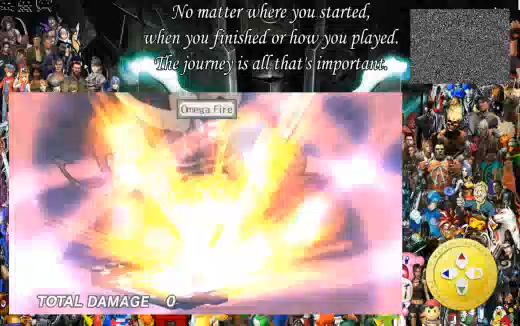 No matter where you started,
when you finished or how you played.
The journey is all that's important.
Omega Fire
TOTAL DAMAGE 0